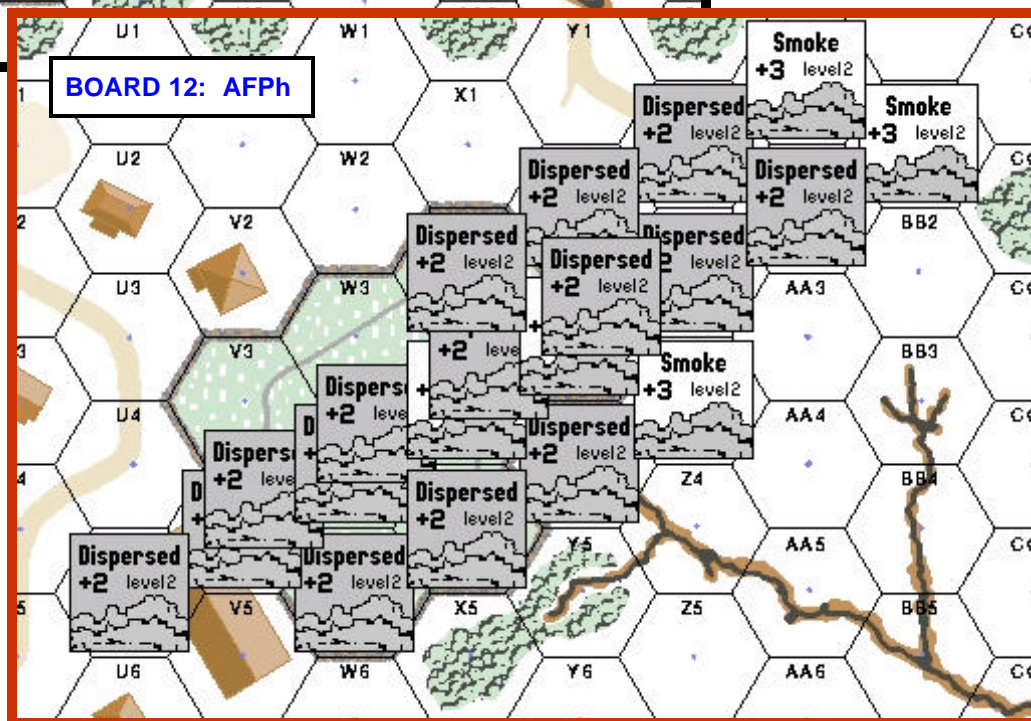 U1
W1
Y1
BOARD 12: AFPh
X1
Smoke
+3 level2
Dispersed
+2 level2
Smoke
+3 level2
U2
W2
Dispersed
+2 level2
Dispersed
+2 level2
V2
BB2
Dispersed
+2 level2
Dispersed
level2
Dispersed
+2 level2
U3
W3
AA3
V3
+2
Smoke
+3 level2
BB3
U4
Dispers
+2
AA4
Dispersed
+2 level2
Dispers
+2
Z4
BB4
Dispersed
+2 level2
Dispersed
+2 level2
Dispersed
+2 level2
Y5
AA5
V5
X5
Z5
BB5
U6
W6
Y6
AA6